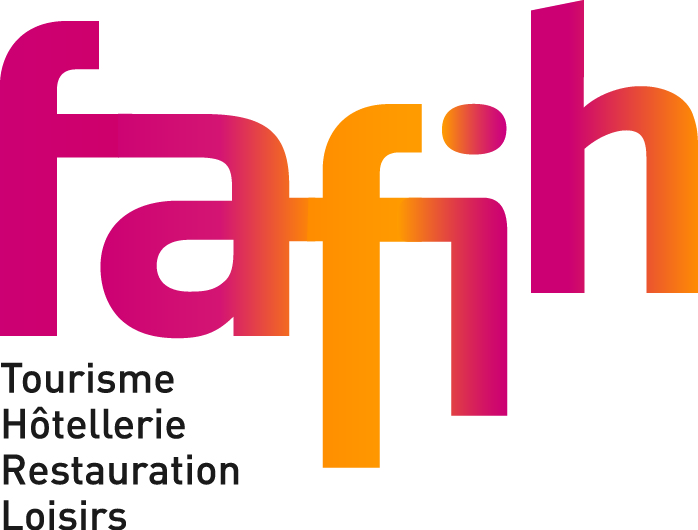 fafih
Tourisme
Hôtellerie
Restauration
Loisirs